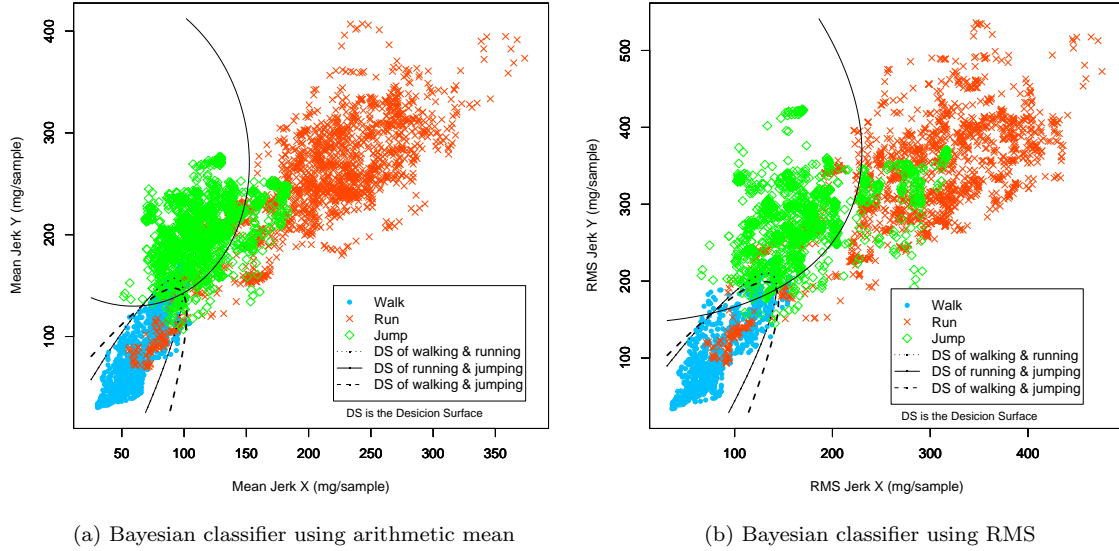 Mean Jerk Y (mg/sample)
400
300
200
100
Walk
Run
Jump
DS of walking & running
DS of running & jumping
DS of walking & jumping
DS is the Desicion Surface
50 100 150 200 250 300 350
Mean Jerk X (mg/sample)
(a) Bayesian classifier using arithmetic mean
RMS Jerk Y (mg/sample)
500
400
300
200
100
Walk
Run
Jump
DS of walking & running
DS of running & jumping
DS of walking & jumping
DS is the Desicion Surface
100 200 300 400
RMS Jerk X (mg/sample)
(b) Bayesian classifier using RMS